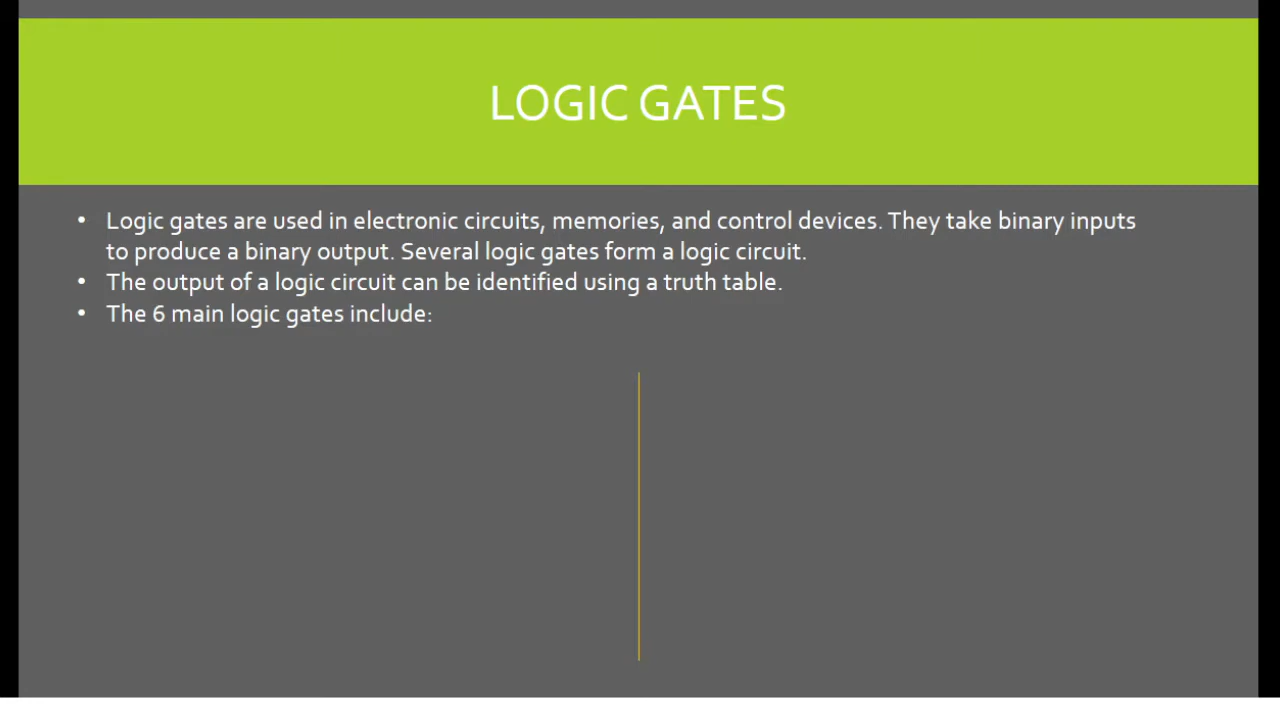 LOGIC GATES
• Logic gates are used in electronic circuits, memories, and control devices. They take binary inputs
to produce a binary output. Several logic gates form a logic circuit.
• The output of a logic circuit can be identified using a truth table.
• The 6 main logic gates include: